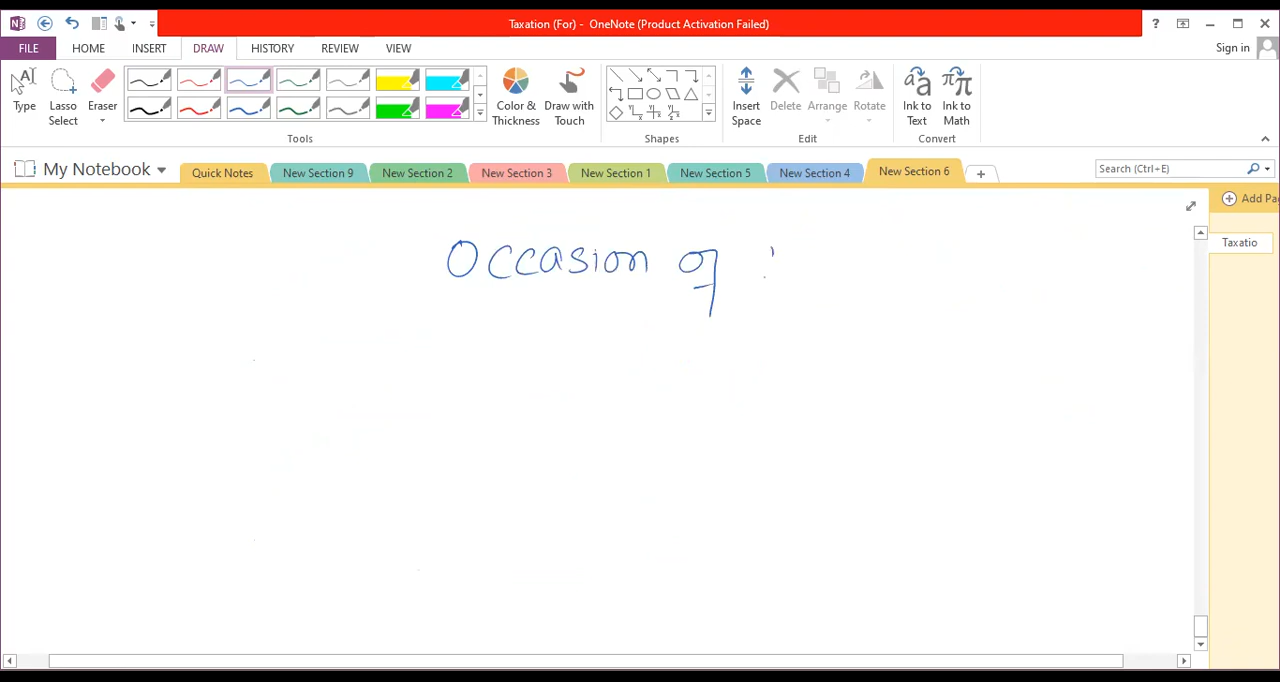 Taxation (For) - OneNote (Product Activation Failed)
?
FILE HOME INSERT DRAW HISTORY REVIEW VIEW
Sign in
Type
Lasso Select
Eraser
Color & Thickness
Draw with Touch
Insert Space
Delete
Arrange
Rotate
Ink to Text
Ink to Math
Tools
Shapes
Edit
Convert
My Notebook
Quick Notes
New Section 9
New Section 2
New Section 3
New Section 1
New Section 5
New Section 4
New Section 6
Search (Ctrl+E)
Add Pa
Taxatio
Occasion of